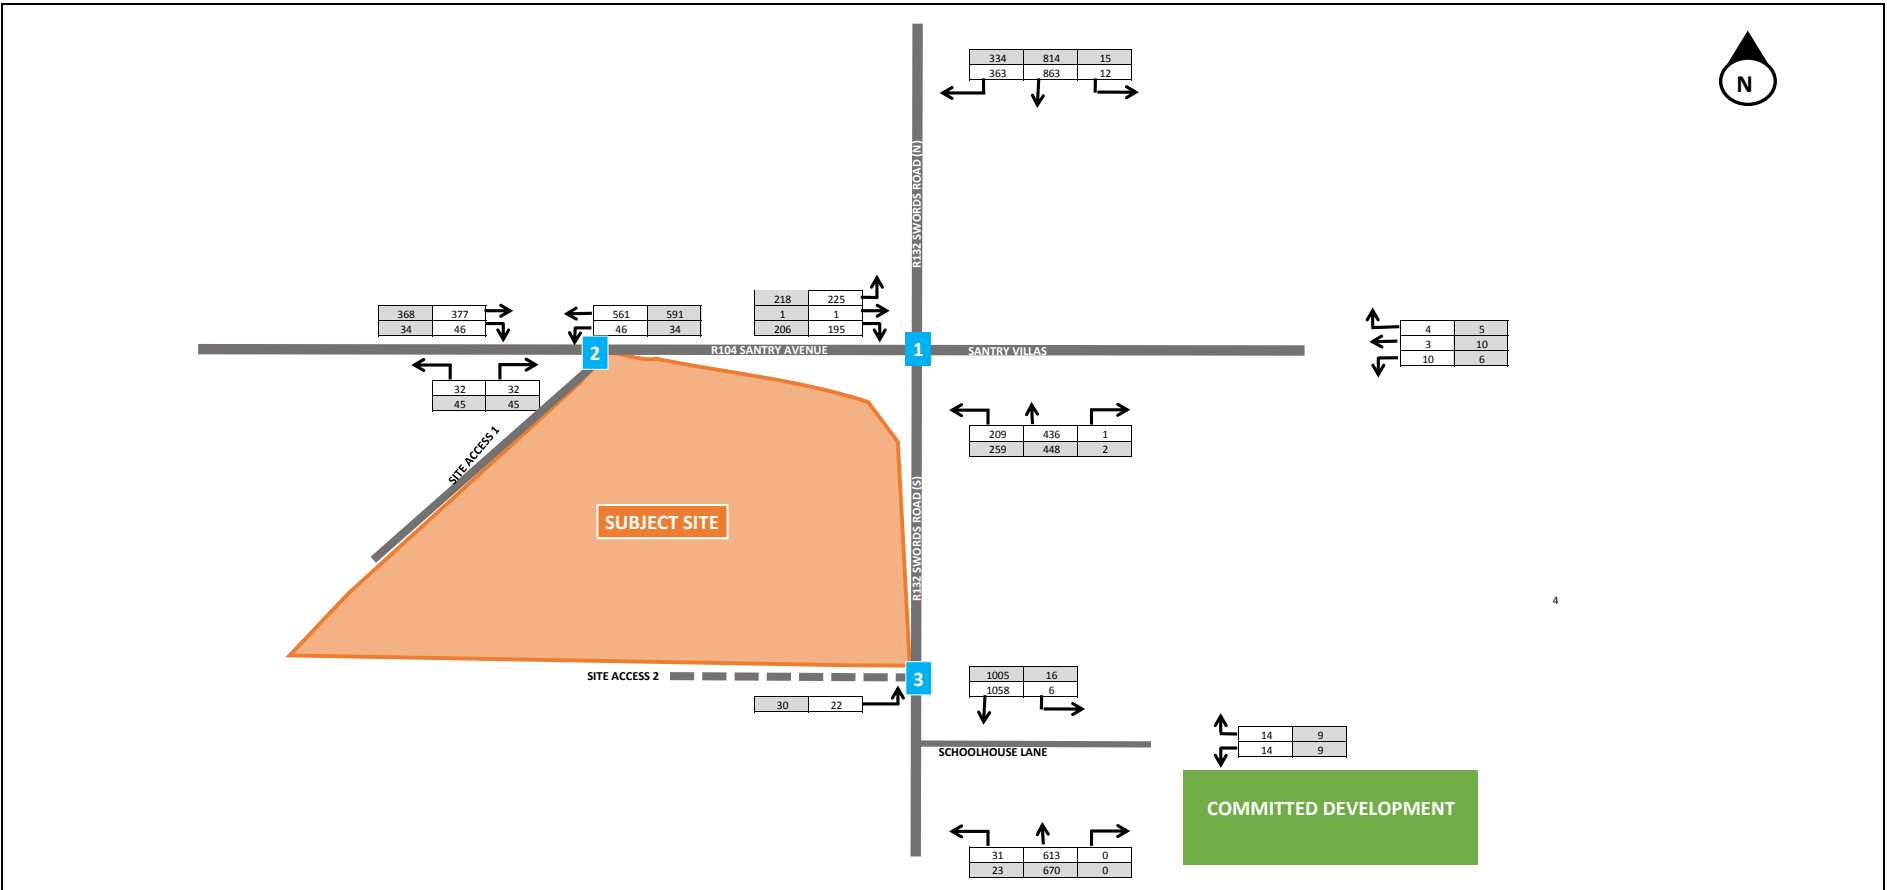 334 814 15
363 863 12
N
R132 SWORDS ROAD (N)
218 225
1 1
206 195
368 377
34 46
561 591
46 34
4 5
3 10
10 6
2
R104 SANTRY AVENUE
1
SANTRY VILLAS
32 32
45 45
209 436 1
259 448 2
SITE ACCESS 1
SUBJECT SITE
R132 SWORDS ROAD (S)
4
SITE ACCESS 2
3
1005 16
1058 6
30 22
14 9
14 9
SCHOOLHOUSE LANE
COMMITTED DEVELOPMENT
31 613 0
23 670 0